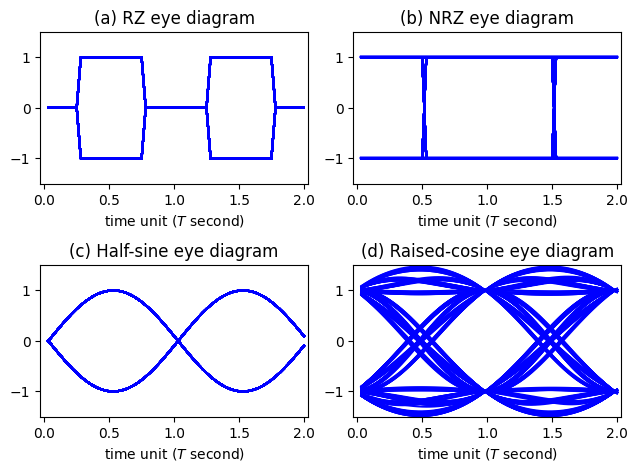 (a) RZ eye diagram
1
0
−1
0.0 0.5 1.0 1.5 2.0
time unit (T second)
(b) NRZ eye diagram
1
0
−1
0.0 0.5 1.0 1.5 2.0
time unit (T second)
(c) Half-sine eye diagram
1
0
−1
0.0 0.5 1.0 1.5 2.0
time unit (T second)
(d) Raised-cosine eye diagram
1
0
−1
0.0 0.5 1.0 1.5 2.0
time unit (T second)